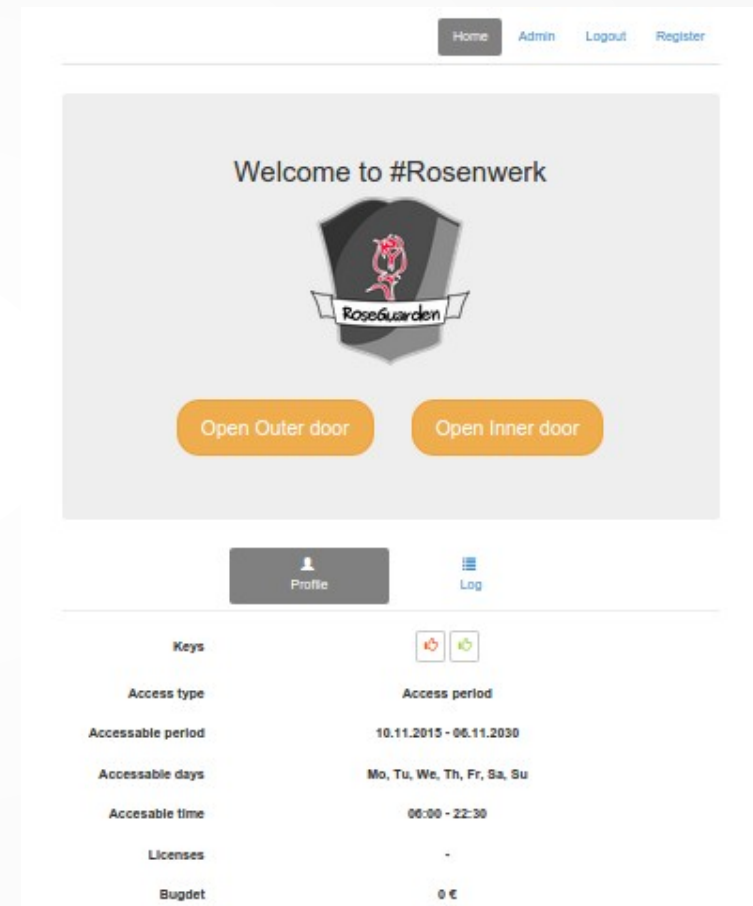 Home Admin Logout Register
Welcome to #Rosenwerk
RoseGuarden
Open Outer door Open Inner door
Profile Log
Keys
Access type Access period
Accessable period 10.11.2015 - 06.11.2030
Accessable days Mo, Tu, We, Th, Fr, Sa, Su
Accesable time 06:00 - 22:30
Licenses -
Bugdet 0 €